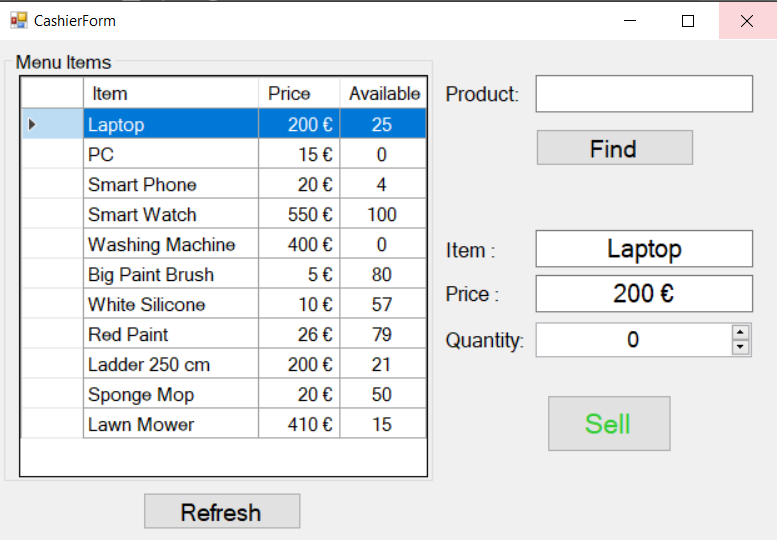 CashierForm
Menu Items
Item Price Available
Laptop 200 € 25
PC 15 € 0
Smart Phone 20 € 4
Smart Watch 550 € 100
Washing Machine 400 € 0
Big Paint Brush 5 € 80
White Silicone 10 € 57
Red Paint 26 € 79
Ladder 250 cm 200 € 21
Sponge Mop 20 € 50
Lawn Mower 410 € 15
Refresh
Product:
Find
Item : Laptop
Price : 200 €
Quantity: 0
Sell